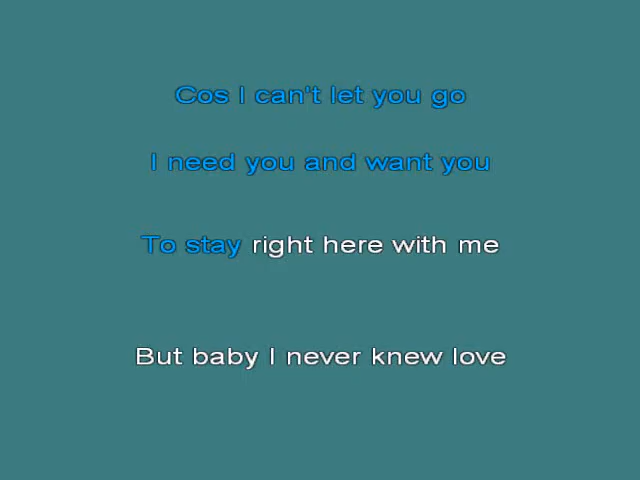 Cos I can't let you go
I need you and want you
To stay right here with me
But baby I never knew love